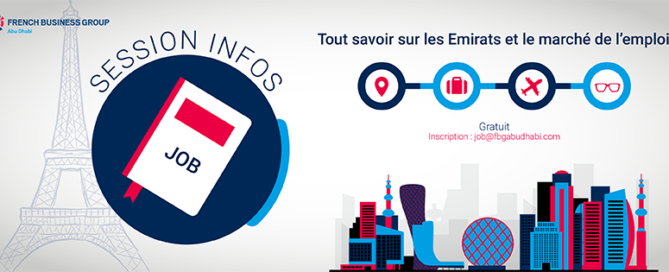 FRENCH BUSINESS GROUP
Abu Dhabi
SESSION INFOS
JOB
Tout savoir sur les Emirats et le marché de l'emploi
Gratuit
Inscription : job@fbgabudhabi.com